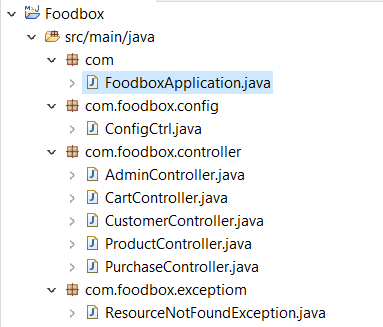 Foodbox
src/main/java
com
FoodboxApplication.java
com.foodbox.config
ConfigCtrl.java
com.foodbox.controller
AdminController.java
CartController.java
CustomerController.java
ProductController.java
PurchaseController.java
com.foodbox.exceptiom
ResourceNotFoundException.java